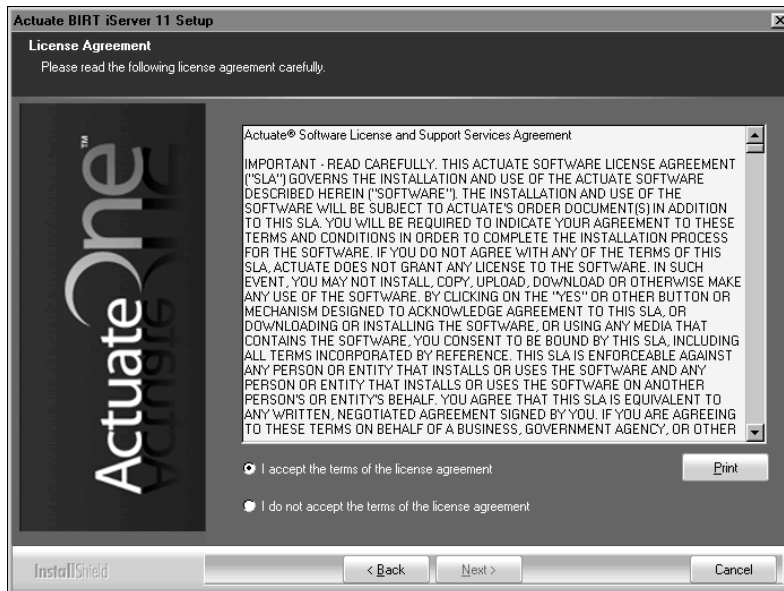 Actuate BIRT iServer 11 Setup
License Agreement
Please read the following license agreement carefully.
ActuateOne™
Actuate® Software License and Support Services Agreement
IMPORTANT - READ CAREFULLY. THIS ACTUATE SOFTWARE LICENSE AGREEMENT
("SLA") GOVERNS THE INSTALLATION AND USE OF THE ACTUATE SOFTWARE
DESCRIBED HEREIN ("SOFTWARE"). THE INSTALLATION AND USE OF THE
SOFTWARE WILL BE SUBJECT TO ACTUATE'S ORDER DOCUMENT(S) IN ADDITION
TO THIS SLA. YOU WILL BE REQUIRED TO INDICATE YOUR AGREEMENT TO THESE
TERMS AND CONDITIONS IN ORDER TO COMPLETE THE INSTALLATION PROCESS
FOR THE SOFTWARE. IF YOU DO NOT AGREE WITH ANY OF THE TERMS OF THIS
SLA, ACTUATE DOES NOT GRANT ANY LICENSE TO THE SOFTWARE. IN SUCH
EVENT, YOU MAY NOT INSTALL, COPY, UPLOAD, DOWNLOAD OR OTHERWISE MAKE
ANY USE OF THE SOFTWARE. BY CLICKING ON THE "YES" OR OTHER BUTTON OR
MECHANISM DESIGNED TO ACKNOWLEDGE AGREEMENT TO THIS SLA, OR
DOWNLOADING OR INSTALLING THE SOFTWARE, OR USING ANY MEDIA THAT
CONTAINS THE SOFTWARE, YOU CONSENT TO BE BOUND BY THIS SLA, INCLUDING
ALL TERMS INCORPORATED BY REFERENCE. THIS SLA IS ENFORCEABLE AGAINST
ANY PERSON OR ENTITY THAT INSTALLS OR USES THE SOFTWARE AND ANY
PERSON OR ENTITY THAT INSTALLS OR USES THE SOFTWARE ON ANOTHER
PERSON'S OR ENTITY'S BEHALF. YOU AGREE THAT THIS SLA IS EQUIVALENT TO
ANY WRITTEN, NEGOTIATED AGREEMENT SIGNED BY YOU. IF YOU ARE AGREEING
TO THESE TERMS ON BEHALF OF A BUSINESS, GOVERNMENT AGENCY, OR OTHER
I accept the terms of the license agreement
Print
I do not accept the terms of the license agreement
InstallShield
< Back
Next >
Cancel